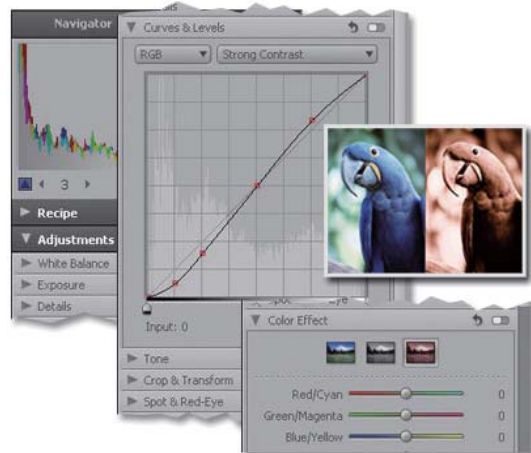 Navigator
Curves & Levels
RGB
Strong Contrast
3
Recipe
Adjustments
White Balance
Exposure
Details
Input: 0
Tone
Crop & Transform
Spot & Red-Eye
Color Effect
Red/Cyan 0
Green/Magenta 0
Blue/Yellow 0